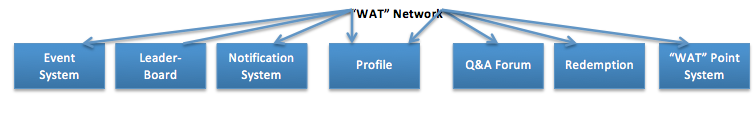 “WAT” Network
Event
System
Leader-
Board
Notification
System
Profile
Q&A Forum
Redemption
“WAT” Point
System